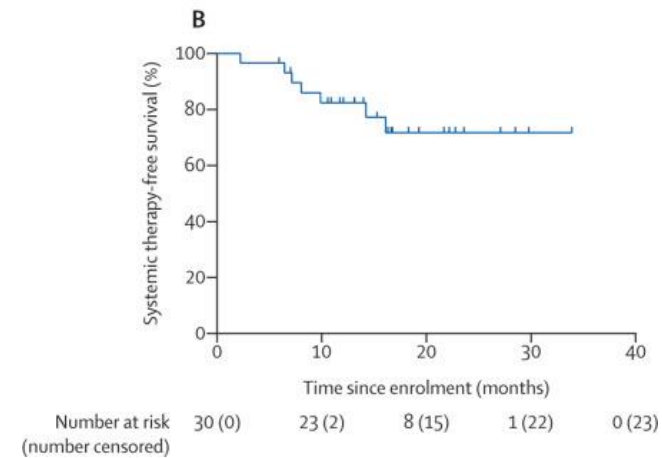 B
Systemic therapy-free survival (%)
100
80
60
40
20
0
0 10 20 30 40
Time since enrolment (months)
Number at risk 30 (0) 23 (2) 8 (15) 1 (22) 0 (23)
(number censored)